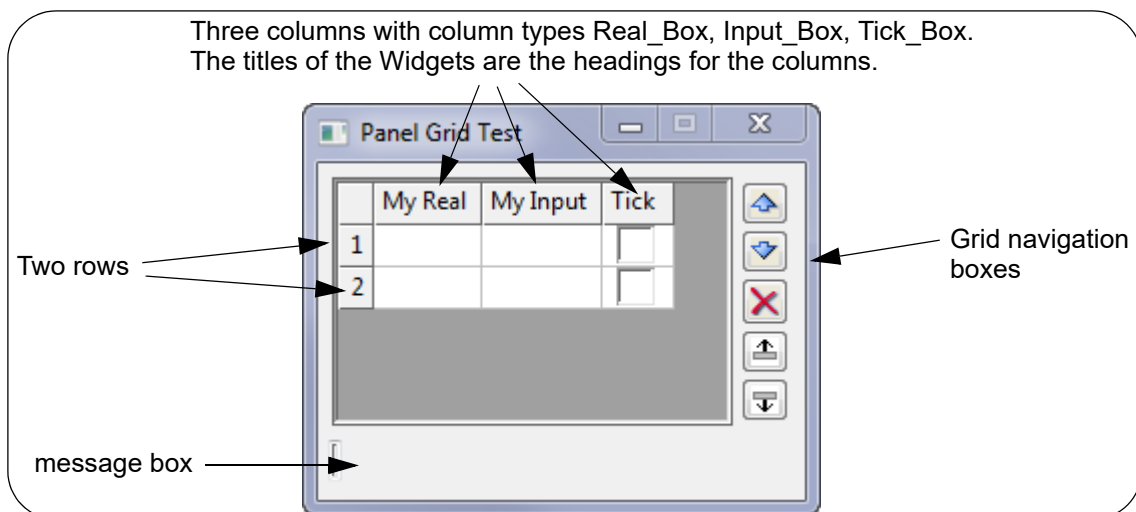 Three columns with column types Real_Box, Input_Box, Tick_Box.
The titles of the Widgets are the headings for the columns.
Panel Grid Test
My Real My Input Tick
1
2
Two rows
Grid navigation
boxes
message box